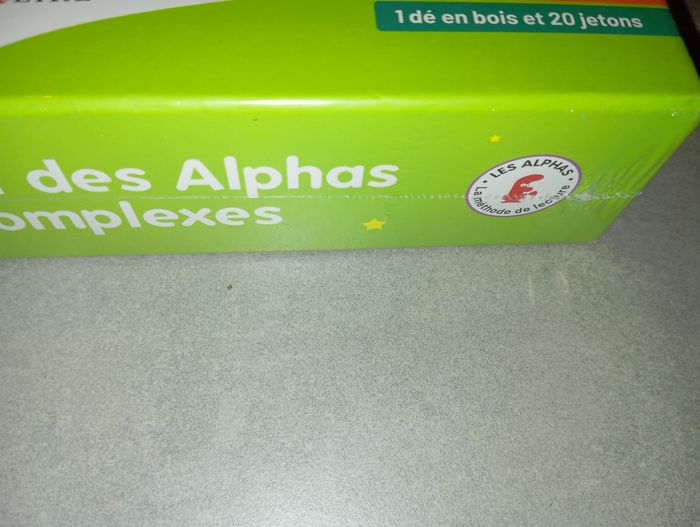 1 dé en bois et 20 jetons
des Alphas
omplexes
LES ALPHAS
La méthode de lecture